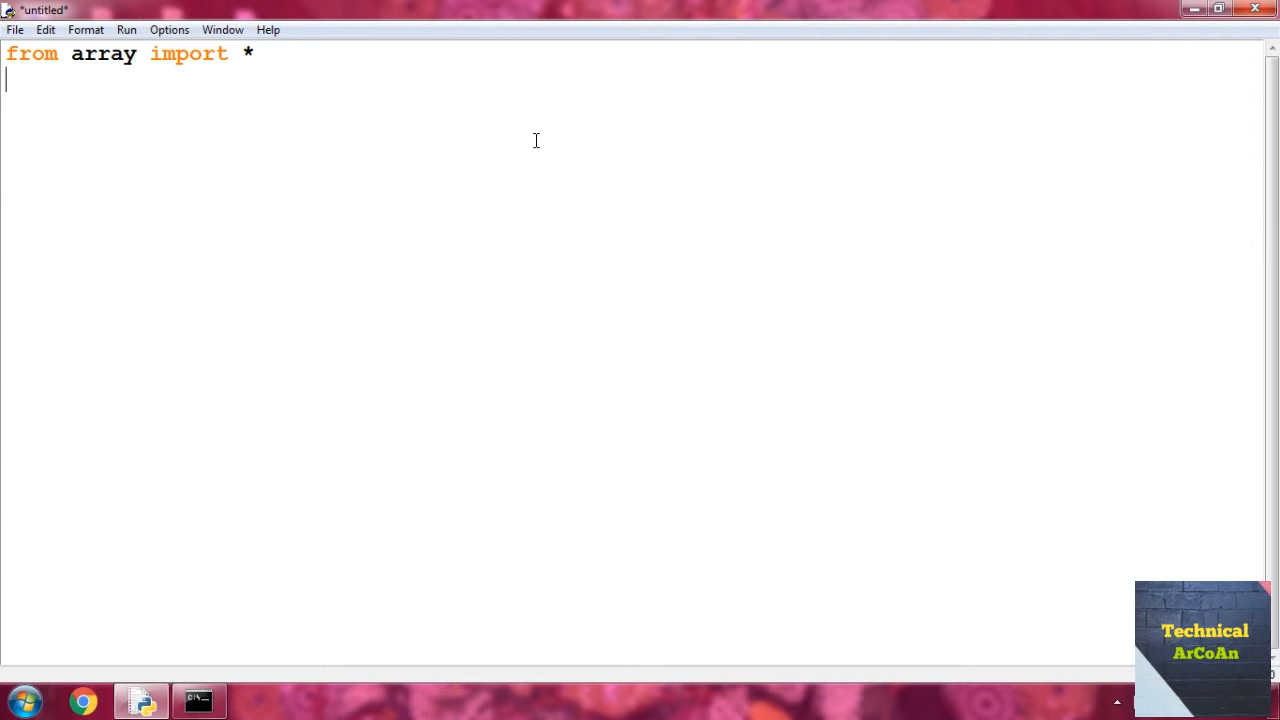 *untitled*
File Edit Format Run Options Window Help
from array import *
Technical
ArCoAn